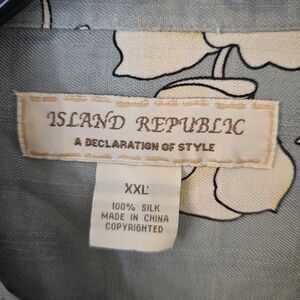 ISLAND REPUBLIC
A DECLARATION OF STYLE
XXL
100% SILK
MADE IN CHINA
COPYRIGHTED